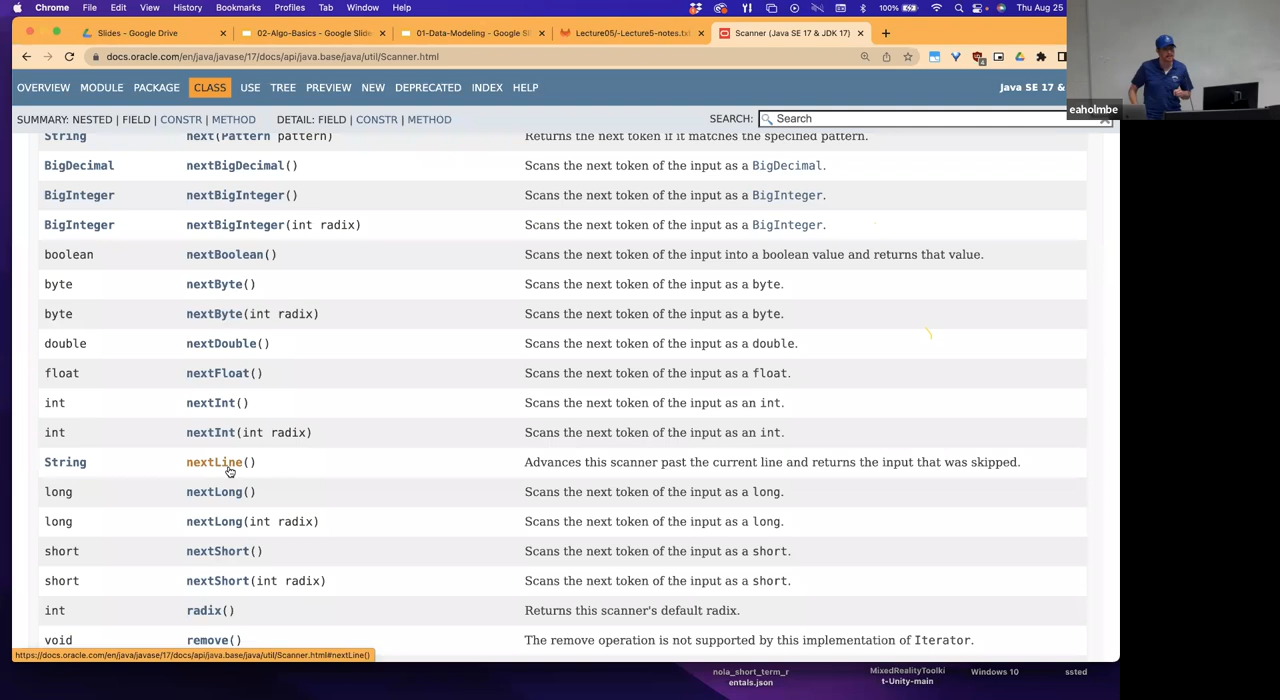 Chrome File Edit View History Bookmarks Profiles Tab Window Help 100% Thu Aug 25
Slides - Google Drive 02-Algo-Basics - Google Slide 01-Data-Modeling - Google Sl Lecture05/-Lecture5-notes.txt Scanner (Java SE 17 & JDK 17)
docs.oracle.com/en/java/javase/17/docs/api/java.base/java/util/Scanner.html
OVERVIEW MODULE PACKAGE CLASS USE TREE PREVIEW NEW DEPRECATED INDEX HELP Java SE 17 &
eaholmbe
SUMMARY: NESTED | FIELD | CONSTR | METHOD DETAIL: FIELD | CONSTR | METHOD SEARCH: Search
String next(Pattern pattern) Returns the next token if it matches the specified pattern.
BigDecimal nextBigDecimal() Scans the next token of the input as a BigDecimal.
BigInteger nextBigInteger() Scans the next token of the input as a BigInteger.
BigInteger nextBigInteger(int radix) Scans the next token of the input as a BigInteger.
boolean nextBoolean() Scans the next token of the input into a boolean value and returns that value.
byte nextByte() Scans the next token of the input as a byte.
byte nextByte(int radix) Scans the next token of the input as a byte.
double nextDouble() Scans the next token of the input as a double.
float nextFloat() Scans the next token of the input as a float.
int nextInt() Scans the next token of the input as an int.
int nextInt(int radix) Scans the next token of the input as an int.
String nextLine() Advances this scanner past the current line and returns the input that was skipped.
long nextLong() Scans the next token of the input as a long.
long nextLong(int radix) Scans the next token of the input as a long.
short nextShort() Scans the next token of the input as a short.
short nextShort(int radix) Scans the next token of the input as a short.
int radix() Returns this scanner's default radix.
void remove() The remove operation is not supported by this implementation of Iterator.
https://docs.oracle.com/en/java/javase/17/docs/api/java.base/java/util/Scanner.html#nextLine()
nola_short_term_r MixedRealityToolki Windows 10 ssted
entals.json t-Unity-main